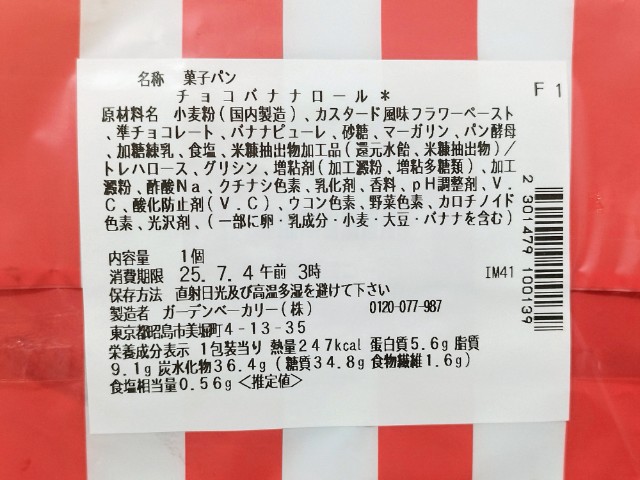 名称 菓子パン
F1
チョコバナナロール*
原材料名 小麦粉(国内製造)、カスタード風味フラワーペースト
、準チョコレート、バナナピューレ、砂糖、マーガリン、パン酵母
、加糖練乳、食塩、米糠抽出物加工品(還元水飴、米糠抽出物)/
トレハロース、グリシン、増粘剤(加工澱粉、増粘多糖類)、加工
澱粉、酢酸Na、クチナシ色素、乳化剤、香料、pH調整剤、V.
C、酸化防止剤(V.C)、ウコン色素、野菜色素、カロチノイド
色素、光沢剤、(一部に卵・乳成分・小麦・大豆・バナナを含む)
内容量 1個
消費期限 25.7.4午前 3時
IM41
保存方法 直射日光及び高温多湿を避けて下さい
製造者 ガーデンベーカリー(株) 0120-077-987
東京都昭島市美堀町4-13-35
栄養成分表示 1包装当り 熱量247kcal 蛋白質5.6g 脂質
9.1g 炭水化物36.4g(糖質34.8g 食物繊維1.6g)
食塩相当量0.56g<推定値>
2 301479 100139